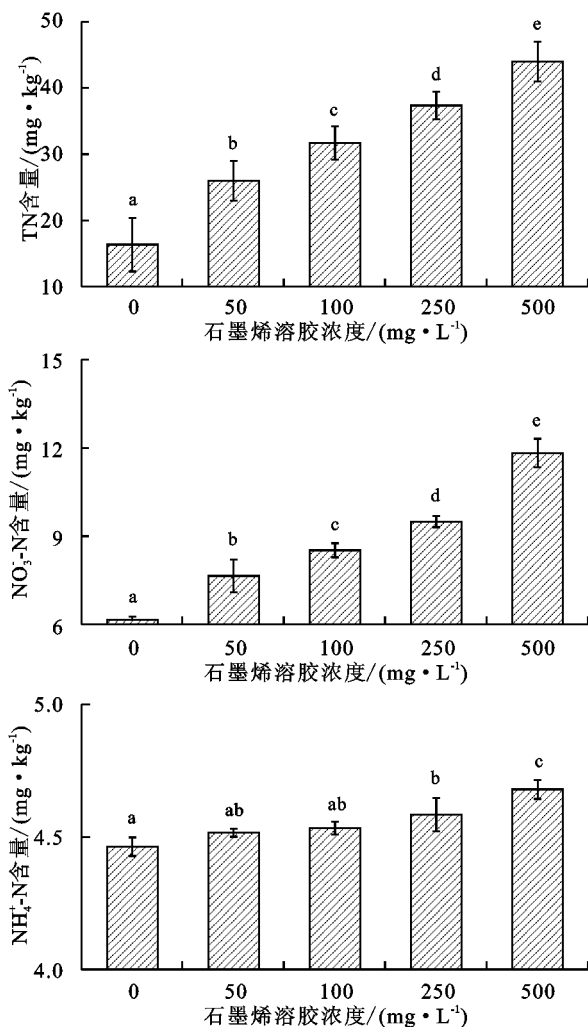 50
e
d
40
c
b
30
a
20
10
TN含量/(mg·kg⁻¹)
0 50 100 250 500
石墨烯溶胶浓度/(mg·L⁻¹)
15
e
12
d
c
b
9
a
6
NO₃⁻-N含量/(mg·kg⁻¹)
0 50 100 250 500
石墨烯溶胶浓度/(mg·L⁻¹)
5.0
c
b
ab ab
a
4.5
4.0
NH₄⁺-N含量/(mg·kg⁻¹)
0 50 100 250 500
石墨烯溶胶浓度/(mg·L⁻¹)